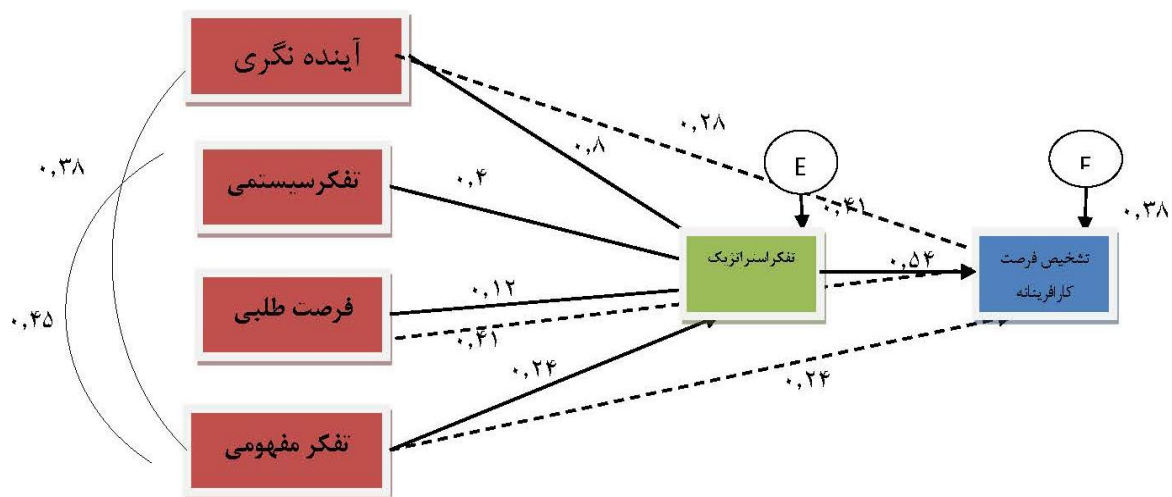 آینده نگری
۰,۲۸
۰,۸
E
F
۰,۳۸
تفکرسیستمی
۰,۴
۰,۴۱
۰,۳۸
تفکراستراتژیک
۰,۵۴
تشخیص فرصت
کارافرینانه
فرصت طلبی
۰,۱۲
۰,۴۱
۰,۴۵
۰,۲۴
۰,۲۴
تفکر مفهومی